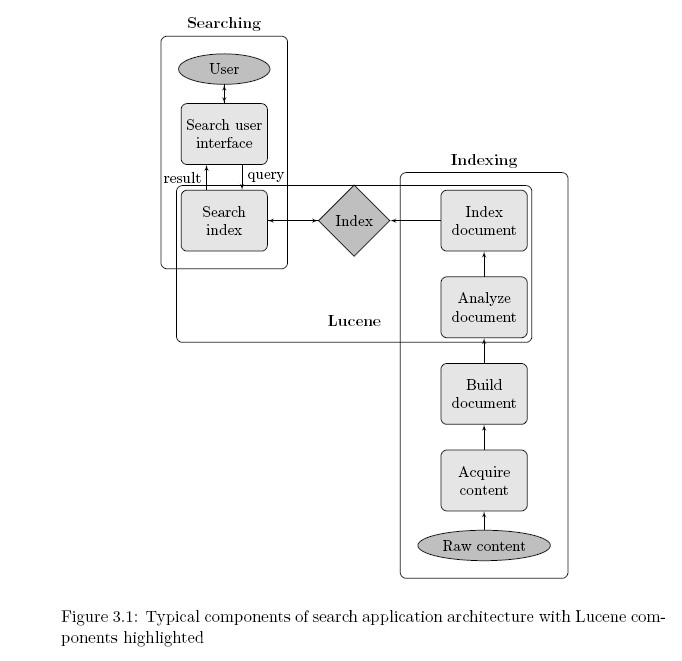 Searching
User
Search user
interface
result
query
Indexing
Search
index
Index
Index
document
Analyze
document
Lucene
Build
document
Acquire
content
Raw content
Figure 3.1: Typical components of search application architecture with Lucene com-
ponents highlighted